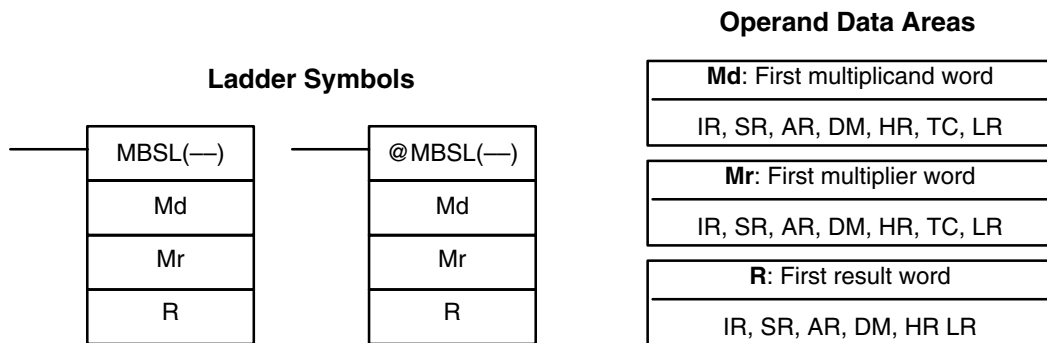 Ladder Symbols
MBSL(––)
Md
Mr
R
@MBSL(––)
Md
Mr
R
Operand Data Areas
Md: First multiplicand word
IR, SR, AR, DM, HR, TC, LR
Mr: First multiplier word
IR, SR, AR, DM, HR, TC, LR
R: First result word
IR, SR, AR, DM, HR LR